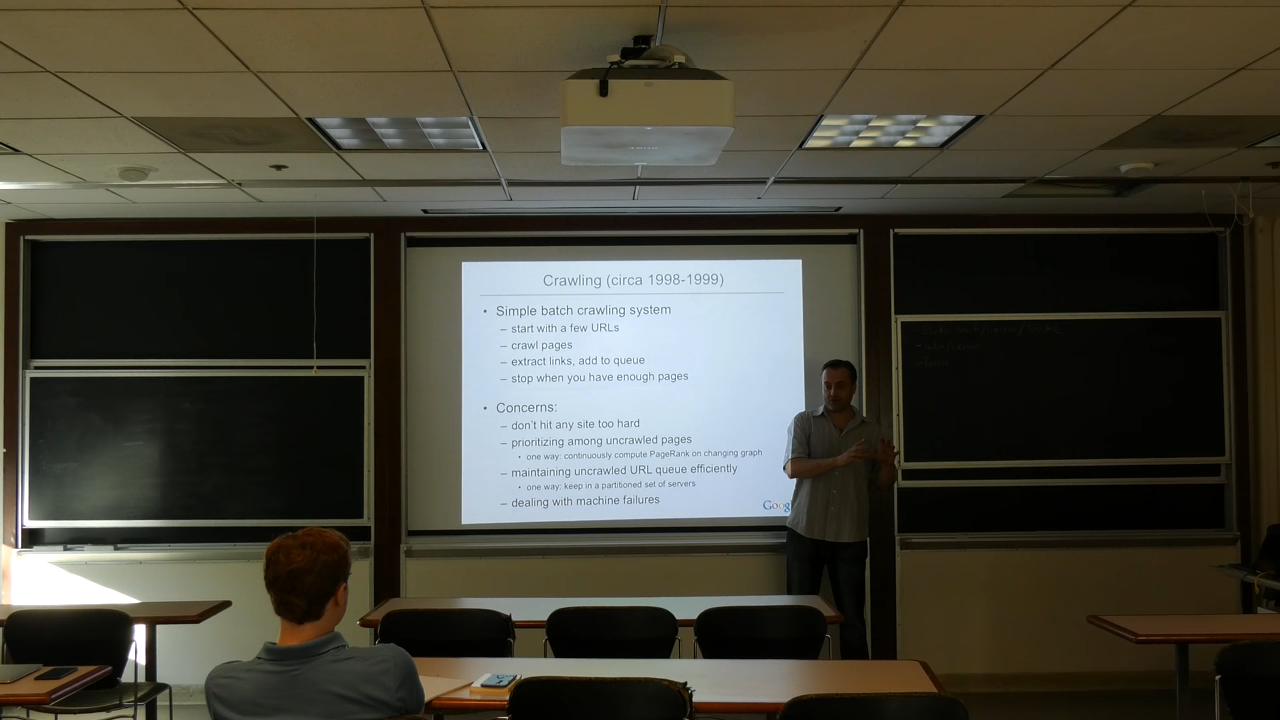 Crawling (circa 1998-1999)
• Simple batch crawling system
– start with a few URLs
– crawl pages
– extract links, add to queue
– stop when you have enough pages
• Concerns:
– don't hit any site too hard
– prioritizing among uncrawled pages
• one way: continuously compute PageRank on changing graph
– maintaining uncrawled URL queue efficiently
• one way: keep in a partitioned set of servers
– dealing with machine failures
Goog